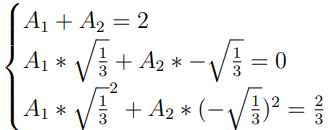 A₁ + A₂ = 2
A₁ * √(1/3) + A₂ * −√(1/3) = 0
A₁ * √(1/3)² + A₂ * (−√(1/3))² = 2/3